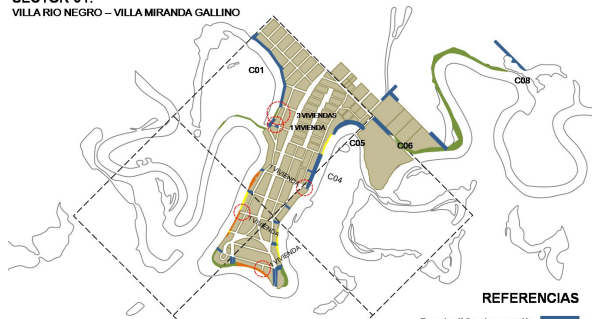 SECTOR 01:
VILLA RIO NEGRO – VILLA MIRANDA GALLINO
C01
C08
3 VIVIENDAS
1 VIVIENDA
C05
C06
1 VIVIENDA
C04
1 VIVIENDA
VIVIENDA
REFERENCIAS